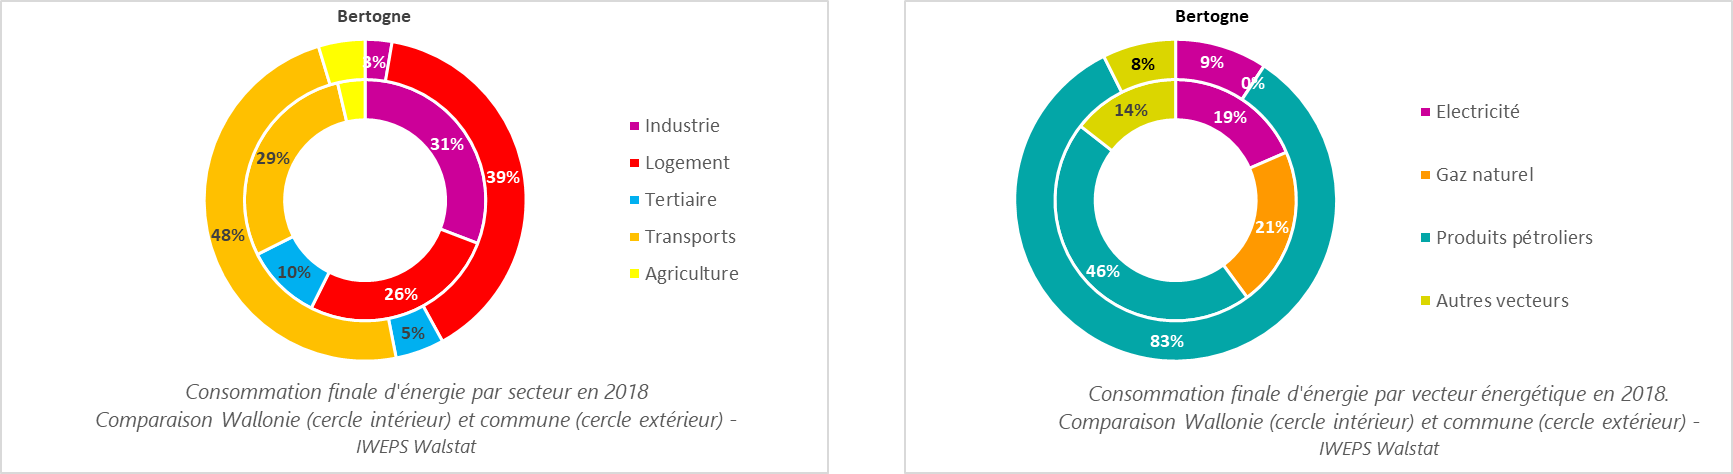 Bertogne
3%
39%
5%
48%
31%
26%
10%
29%
Industrie
Logement
Tertiaire
Transports
Agriculture
Consommation finale d'énergie par secteur en 2018
Comparaison Wallonie (cercle intérieur) et commune (cercle extérieur) -
IWEPS Walstat
Bertogne
9%
0%
83%
8%
19%
21%
46%
14%
Electricité
Gaz naturel
Produits pétroliers
Autres vecteurs
Consommation finale d'énergie par vecteur énergétique en 2018.
Comparaison Wallonie (cercle intérieur) et commune (cercle extérieur) -
IWEPS Walstat